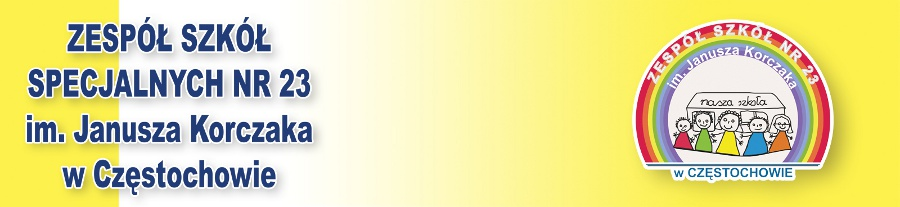 ZESPÓŁ SZKÓŁ
SPECJALNYCH NR 23
im. Janusza Korczaka
w Częstochowie
ZESPÓŁ SZKÓŁ NR 23
im. Janusza Korczaka
nasza szkoła
w CZĘSTOCHOWIE